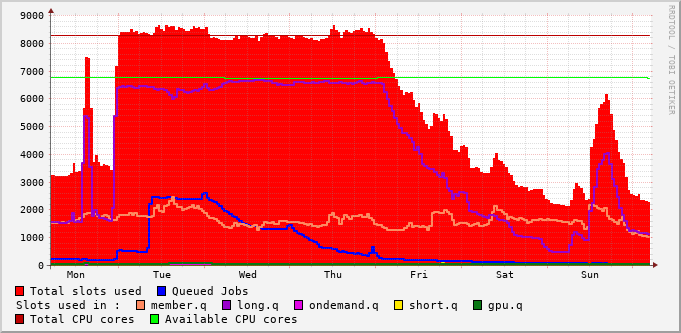 9000
8000
7000
6000
5000
4000
3000
2000
1000
0
Mon Tue Wed Thu Fri Sat Sun
RRDTOOL / TOBI OETIKER
Total slots used Queued Jobs
Slots used in : member.q long.q ondemand.q short.q gpu.q
Total CPU cores Available CPU cores